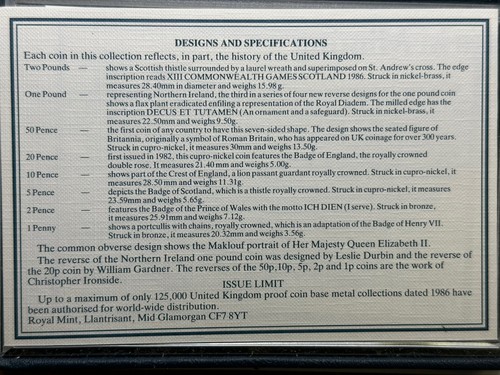 DESIGNS AND SPECIFICATIONS
Each coin in this collection reflects, in part, the history of the United Kingdom.
Two Pounds — shows a Scottish thistle surrounded by a laurel wreath and superimposed on St. Andrew's cross. The edge
inscription reads XIII COMMONWEALTH GAMES SCOTLAND 1986. Struck in nickel-brass, it
measures 28.40mm in diameter and weighs 15.98g.
One Pound — representing Northern Ireland, the third in a series of four new reverse designs for the one pound coin
shows a flax plant eradicated enfiling a representation of the Royal Diadem. The milled edge has the
inscription DECUS ET TUTAMEN (An ornament and a safeguard). Struck in nickel-brass, it
measures 22.50mm and weighs 9.50g.
50 Pence — the first coin of any country to have this seven-sided shape. The design shows the seated figure of
Britannia, originally a symbol of Roman Britain, who has appeared on UK coinage for over 300 years.
Struck in cupro-nickel, it measures 30mm and weighs 13.50g.
20 Pence — first issued in 1982, this cupro-nickel coin features the Badge of England, the royally crowned
double rose. It measures 21.40mm and weighs 5.00g.
10 Pence — shows part of the Crest of England, a lion passant guardant royally crowned. Struck in cupro-nickel, it
measures 28.50mm and weighs 11.31g.
5 Pence — depicts the Badge of Scotland, which is a thistle royally crowned. Struck in cupro-nickel, it measures
23.59mm and weighs 5.65g.
2 Pence — features the Badge of the Prince of Wales with the motto ICH DIEN (I serve). Struck in bronze,
it measures 25.91mm and weighs 7.12g.
1 Penny — shows a portcullis with chains, royally crowned, which is an adaptation of the Badge of Henry VII.
Struck in bronze, it measures 20.32mm and weighs 3.56g.
The common obverse design shows the Maklouf portrait of Her Majesty Queen Elizabeth II.
The reverse of the Northern Ireland one pound coin was designed by Leslie Durbin and the reverse of
the 20p coin by William Gardner. The reverses of the 50p,10p, 5p, 2p and 1p coins are the work of
Christopher Ironside.
ISSUE LIMIT
Up to a maximum of only 125,000 United Kingdom proof coin base metal collections dated 1986 have
been authorised for world-wide distribution.
Royal Mint, Llantrisant, Mid Glamorgan CF7 8YT